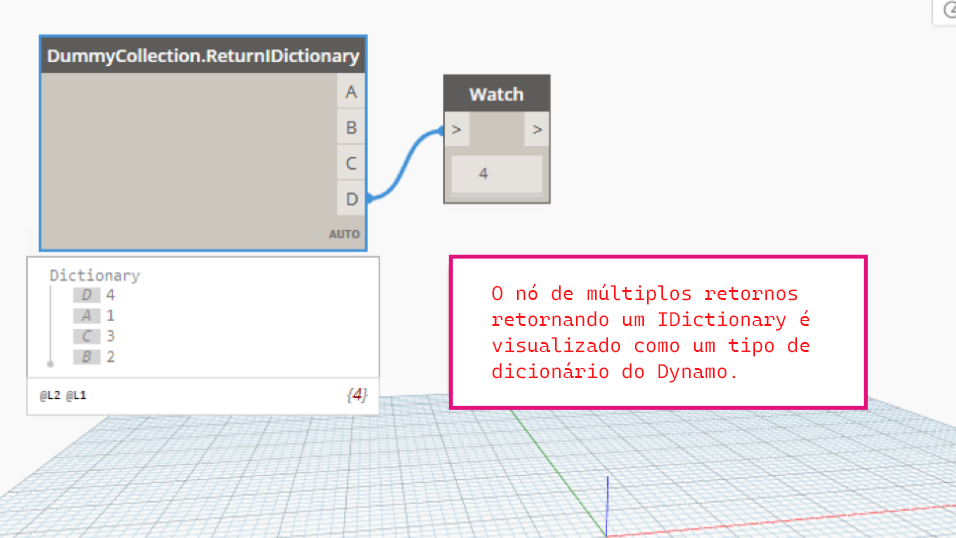 DummyCollection.ReturnIDictionary
A
B
C
D
AUTO
Watch
> >
4
Dictionary
D 4
A 1
C 3
B 2
@L2 @L1 {4}
O nó de múltiplos retornos
retornando um IDictionary é
visualizado como um tipo de
dicionário do Dynamo.